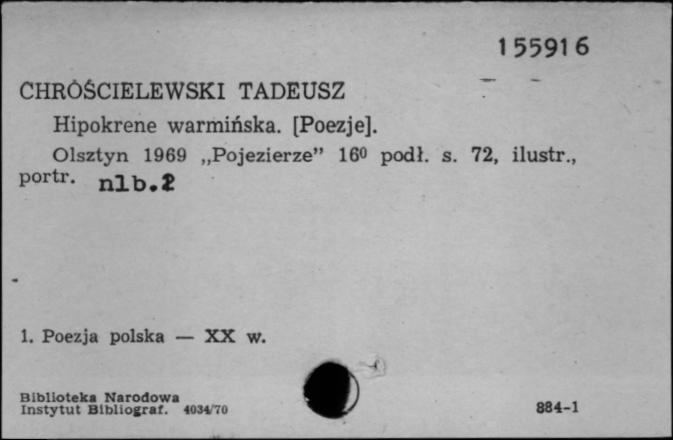 155916
CHRÓŚCIELEWSKI TADEUSZ
Hipokrene warmińska. [Poezje].
Olsztyn 1969 „Pojezierze” 16⁰ podł. s. 72, ilustr.,
portr. nlb.2
1. Poezja polska — XX w.
Biblioteka Narodowa
Instytut Bibliograf. 4034/70
884-1